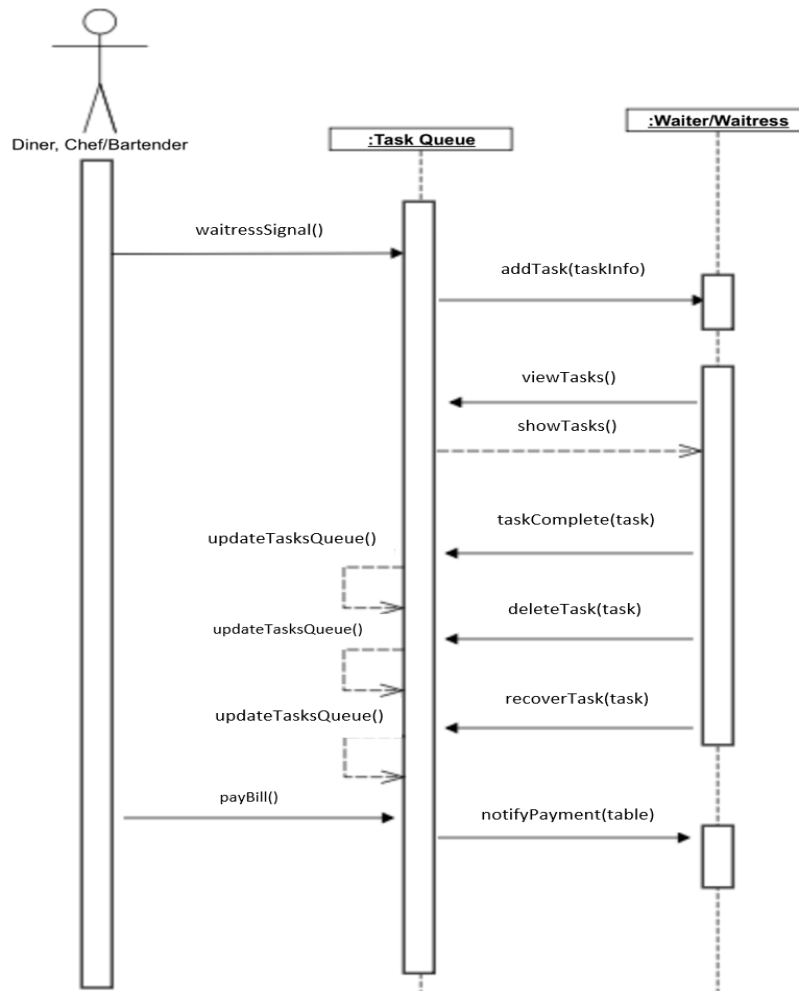 Diner, Chef/Bartender
:Task Queue
:Waiter/Waitress
waitressSignal()
addTask(taskInfo)
viewTasks()
showTasks()
taskComplete(task)
updateTasksQueue()
deleteTask(task)
updateTasksQueue()
recoverTask(task)
updateTasksQueue()
payBill()
notifyPayment(table)